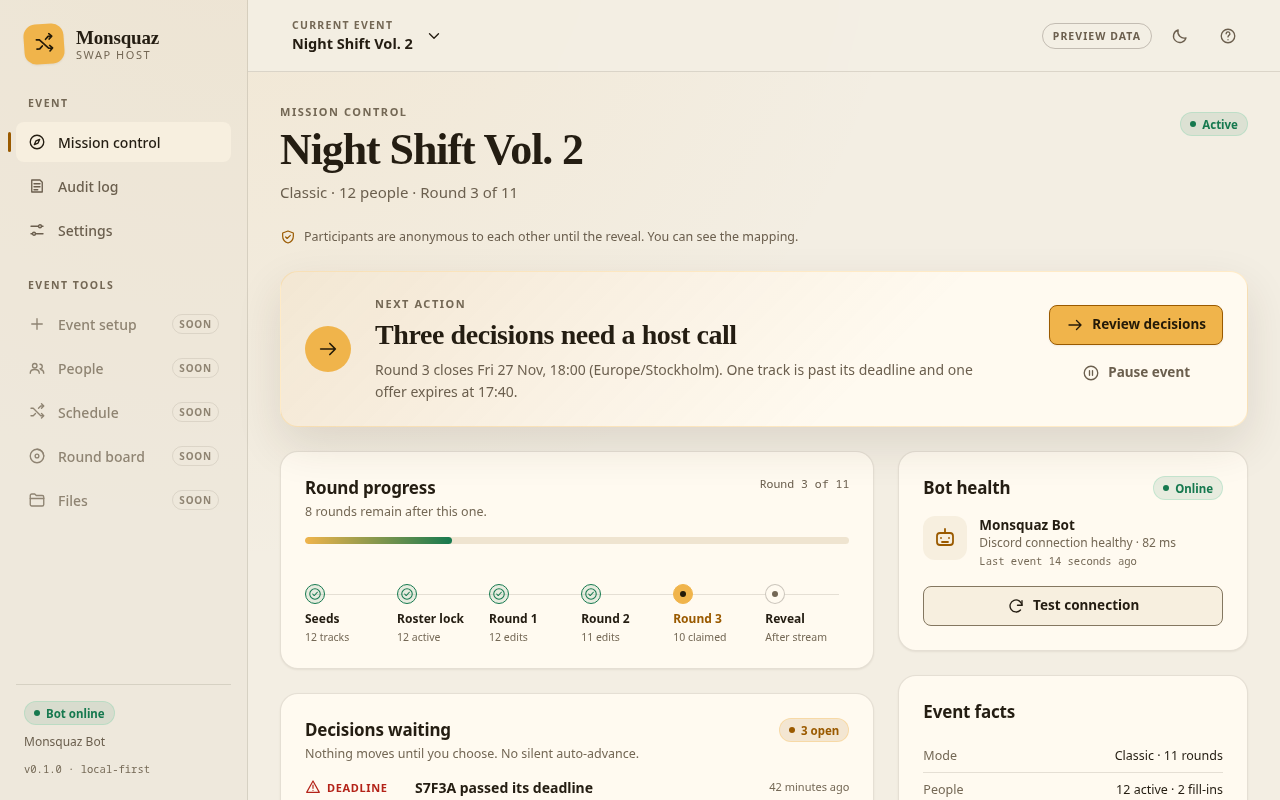 Monsquaz
SWAP HOST
EVENT
Mission control
Audit log
Settings
EVENT TOOLS
Event setup SOON
People SOON
Schedule SOON
Round board SOON
Files SOON
Bot online
Monsquaz Bot
v0.1.0 · local-first
CURRENT EVENT
Night Shift Vol. 2
PREVIEW DATA
MISSION CONTROL
Night Shift Vol. 2
Active
Classic · 12 people · Round 3 of 11
Participants are anonymous to each other until the reveal. You can see the mapping.
NEXT ACTION
Three decisions need a host call
Round 3 closes Fri 27 Nov, 18:00 (Europe/Stockholm). One track is past its deadline and one
offer expires at 17:40.
Review decisions
Pause event
Round progress
Round 3 of 11
8 rounds remain after this one.
Seeds Roster lock Round 1 Round 2 Round 3 Reveal
12 tracks 12 active 12 edits 11 edits 10 claimed After stream
Decisions waiting
3 open
Nothing moves until you choose. No silent auto-advance.
DEADLINE S7F3A passed its deadline 42 minutes ago
Bot health
Online
Monsquaz Bot
Discord connection healthy · 82 ms
Last event 14 seconds ago
Test connection
Event facts
Mode Classic · 11 rounds
People 12 active · 2 fill-ins